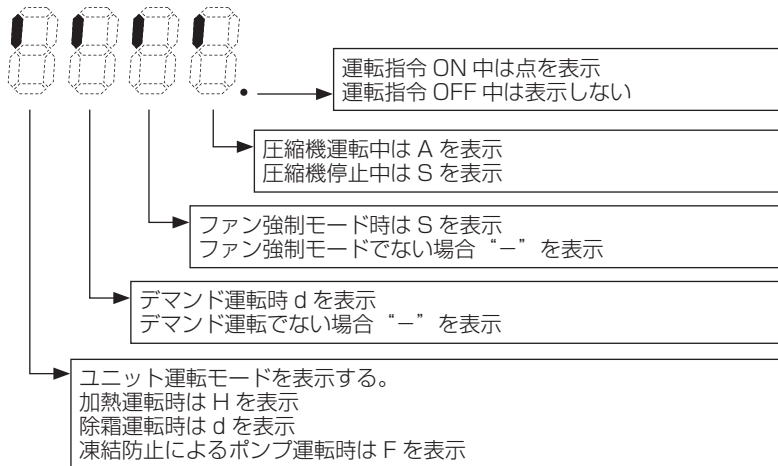 運転指令 ON 中は点を表示
運転指令 OFF 中は表示しない
圧縮機運転中は A を表示
圧縮機停止中は S を表示
ファン強制モード時は S を表示
ファン強制モードでない場合 “−” を表示
デマンド運転時 d を表示
デマンド運転でない場合 “−” を表示
ユニット運転モードを表示する。
加熱運転時は H を表示
除霜運転時は d を表示
凍結防止によるポンプ運転時は F を表示